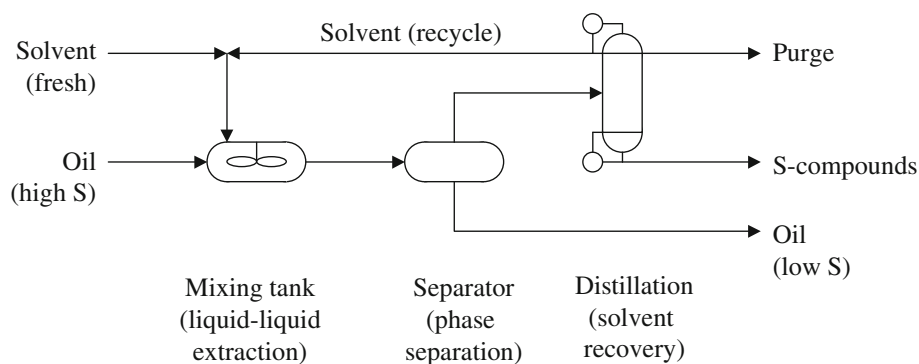 Solvent
(fresh)
Solvent (recycle)
Purge
Oil
(high S)
S-compounds
Oil
(low S)
Mixing tank
(liquid-liquid
extraction)
Separator
(phase
separation)
Distillation
(solvent
recovery)